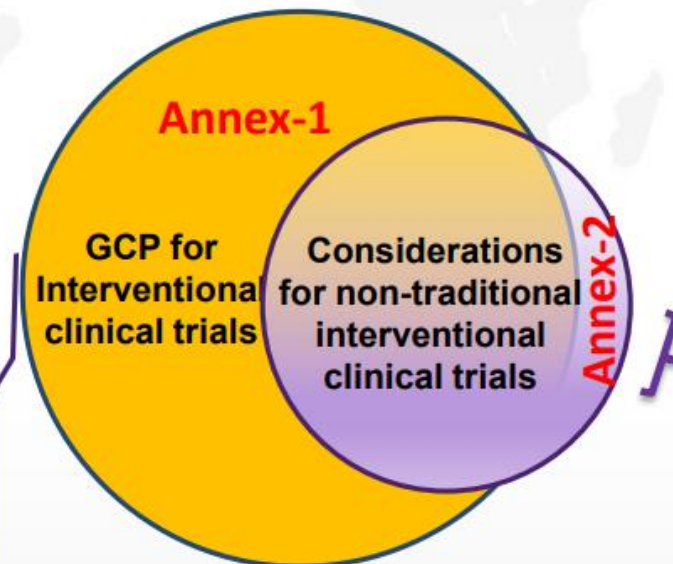 Annex-1
GCP for
Interventional
clinical trials
Considerations
for non-traditional
interventional
clinical trials
Annex-2